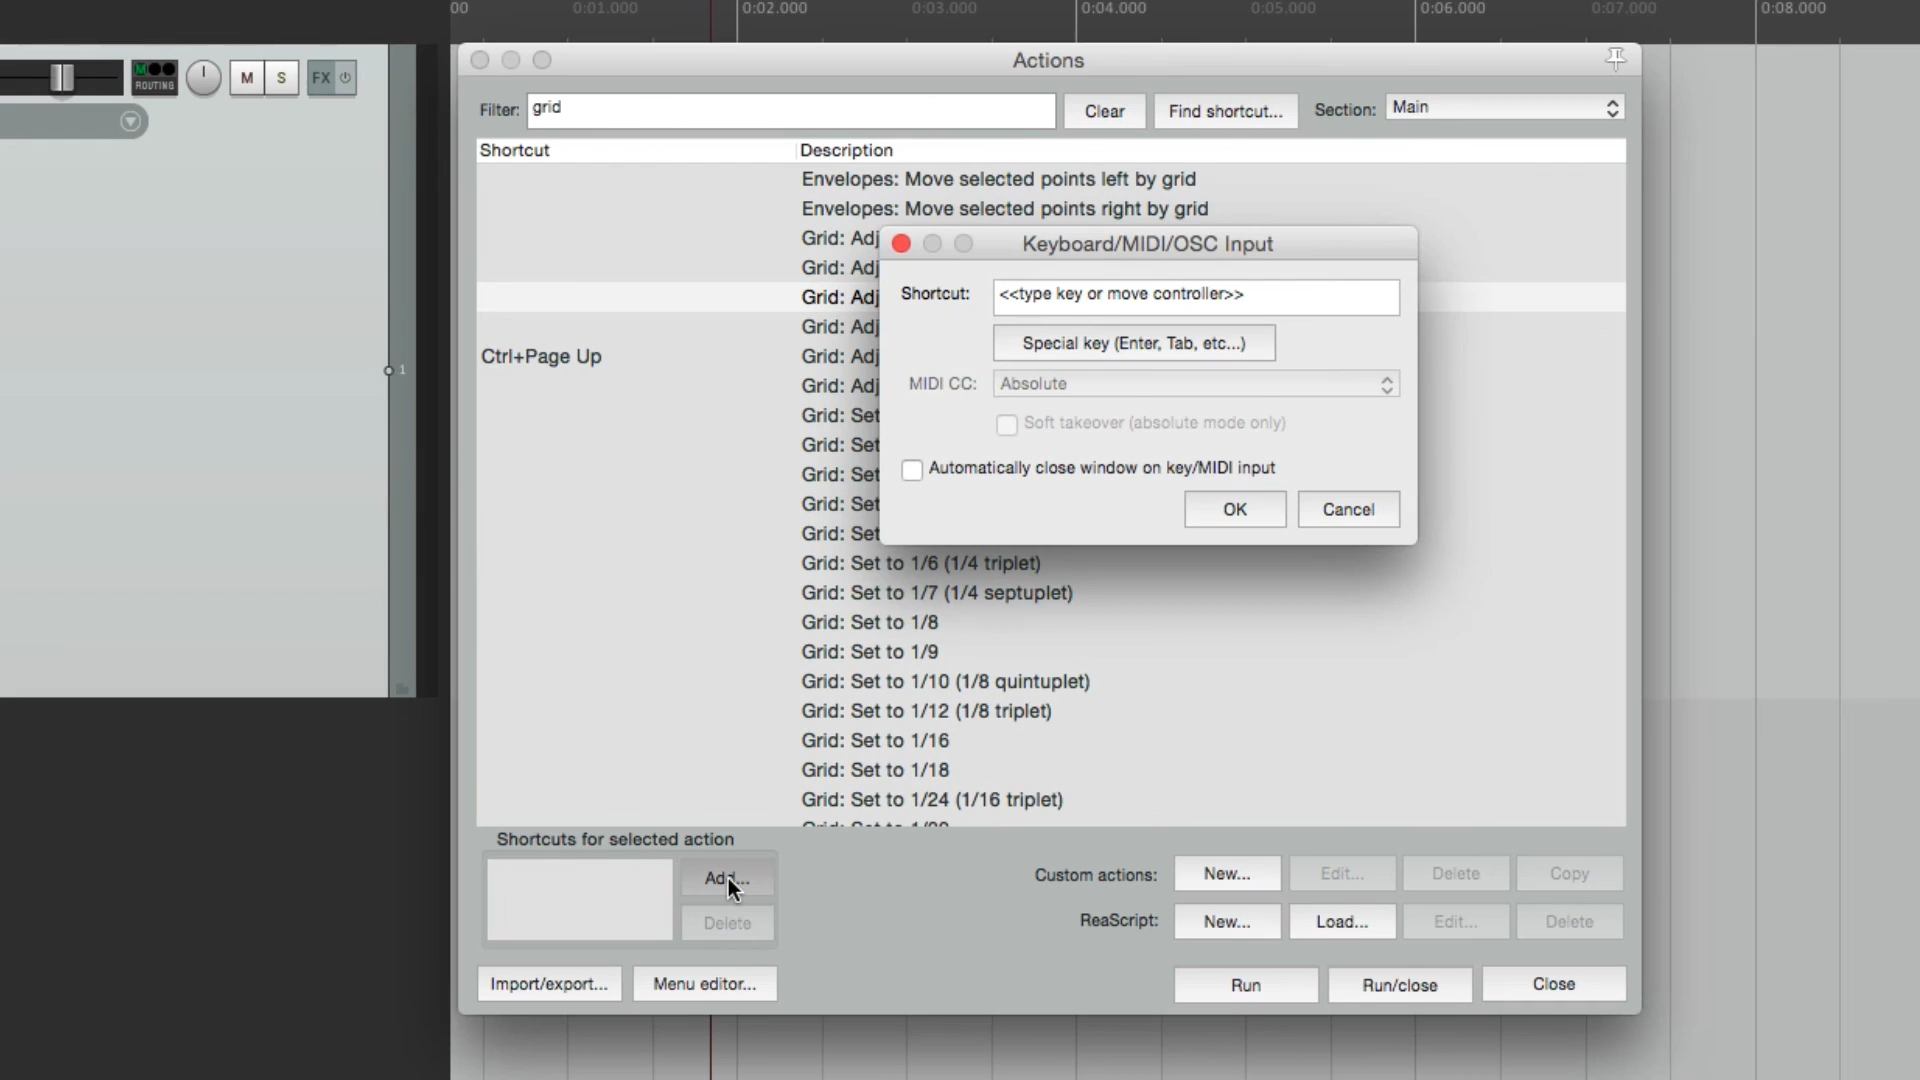 00
0:01.000
0:02.000
0:03.000
0:04.000
0:05.000
0:06.000
0:07.000
0:08.000
Actions
M
ROUTING
M
S
FX
Filter:
grid
Clear
Find shortcut...
Section:
Main
Shortcut
Description
Envelopes: Move selected points left by grid
Envelopes: Move selected points right by grid
Grid: Adj
Grid: Adj
Grid: Adj
Grid: Adj
Ctrl+Page Up
Grid: Adj
Grid: Adj
Grid: Set
Grid: Set
Grid: Set
Grid: Set
Grid: Set
Grid: Set to 1/6 (1/4 triplet)
Grid: Set to 1/7 (1/4 septuplet)
Grid: Set to 1/8
Grid: Set to 1/9
Grid: Set to 1/10 (1/8 quintuplet)
Grid: Set to 1/12 (1/8 triplet)
Grid: Set to 1/16
Grid: Set to 1/18
Grid: Set to 1/24 (1/16 triplet)
1
Keyboard/MIDI/OSC Input
Shortcut:
<<type key or move controller>>
Special key (Enter, Tab, etc...)
MIDI CC:
Absolute
Soft takeover (absolute mode only)
Automatically close window on key/MIDI input
OK
Cancel
Shortcuts for selected action
Add...
Delete
Custom actions:
New...
Edit...
Delete
Copy
ReaScript:
New...
Load...
Edit...
Delete
Import/export...
Menu editor...
Run
Run/close
Close